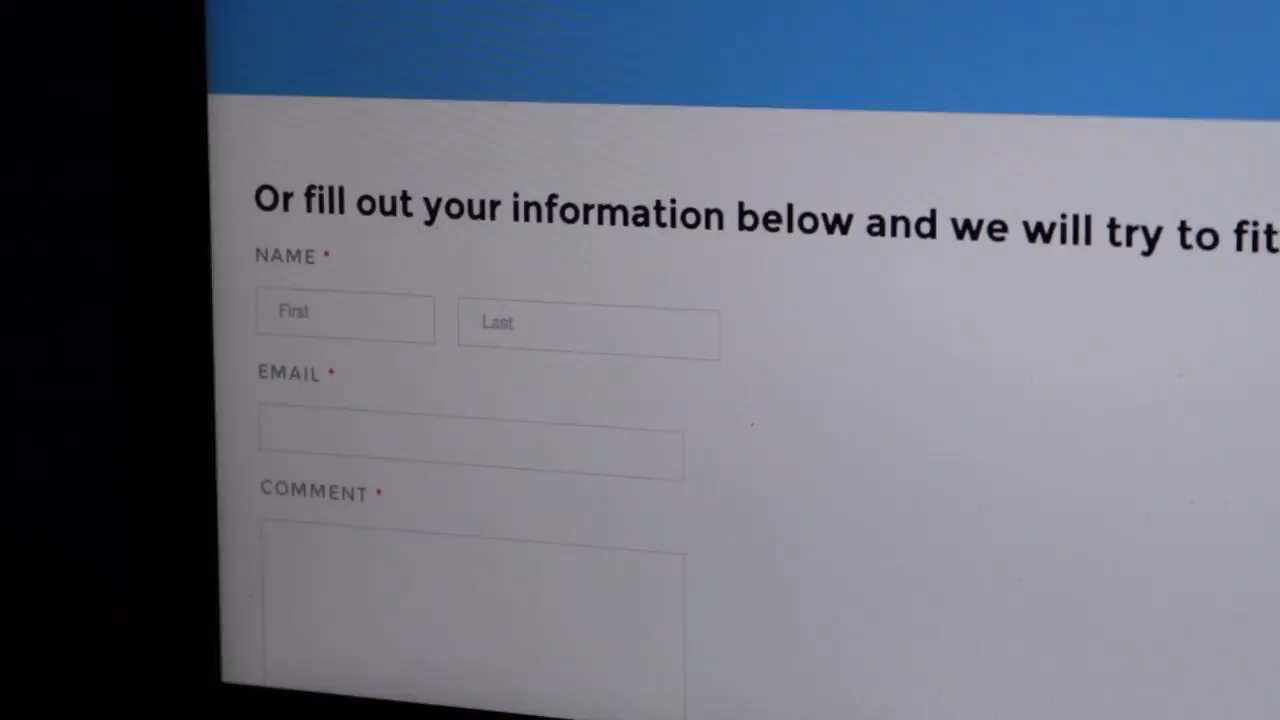 Or fill out your information below and we will try to fit
NAME *
First Last
EMAIL *
COMMENT *